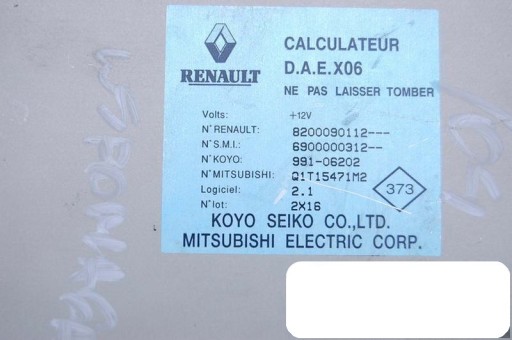 RENAULT
CALCULATEUR
D.A.E.X06
NE PAS LAISSER TOMBER
Volts: +12V
N°RENAULT: 8200090112---
N°S.M.I.: 6900000312--
N°KOYO: 991-06202
N°MITSUBISHI: Q1T15471M2
Logiciel: 2.1
N°lot: 2X16
373
KOYO SEIKO CO.,LTD.
MITSUBISHI ELECTRIC CORP.